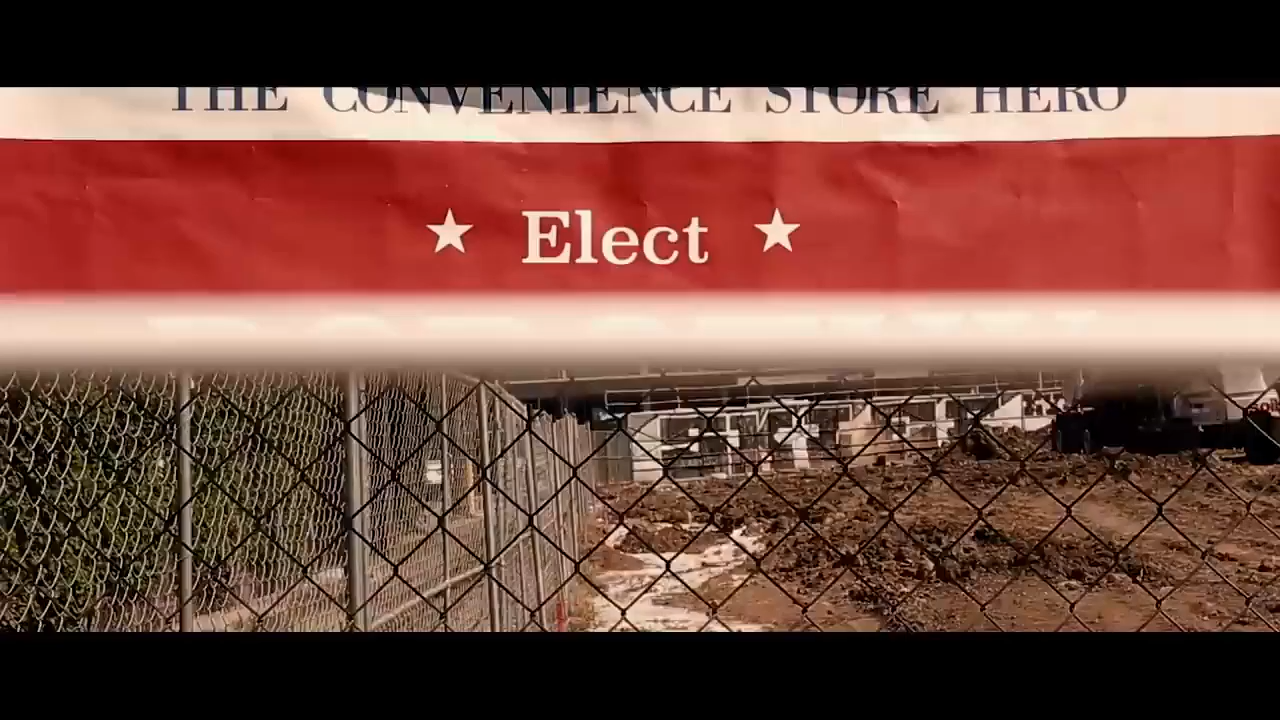 THE CONVENIENCE STORE HERO
★ Elect ★